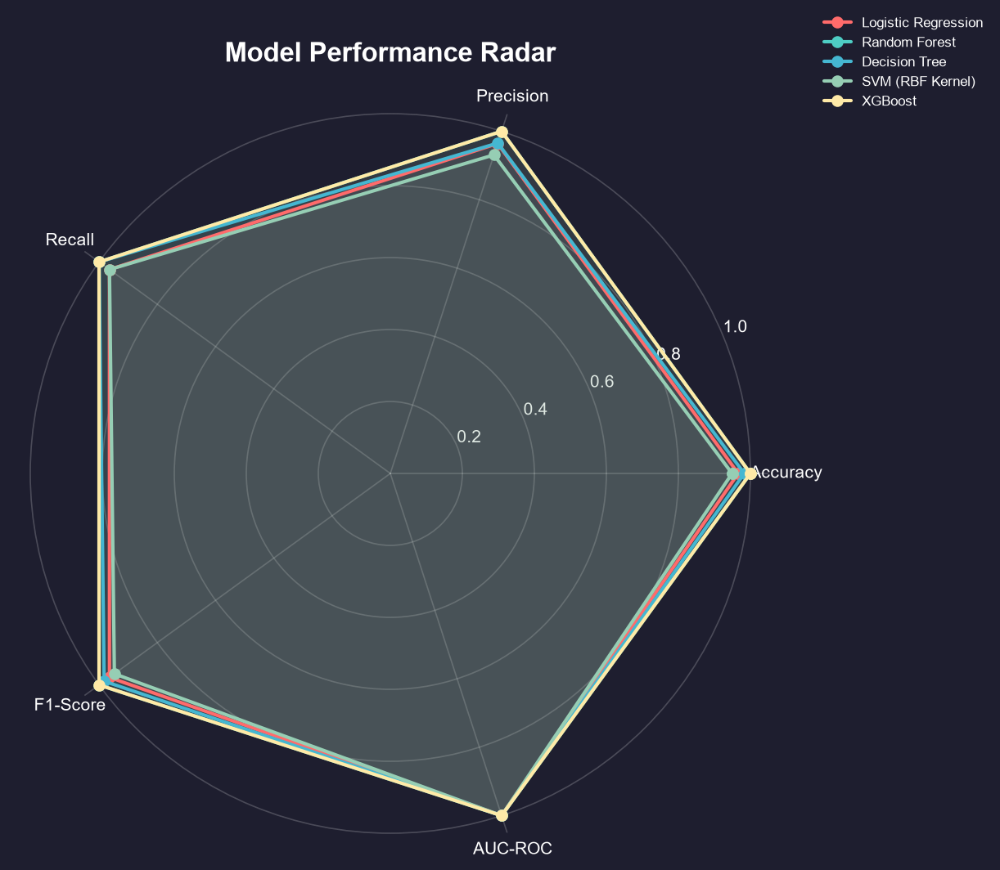 Model Performance Radar
Logistic Regression
Random Forest
Decision Tree
SVM (RBF Kernel)
XGBoost
Precision
Recall
1.0
0.8
0.6
0.4
0.2
Accuracy
F1-Score
AUC-ROC